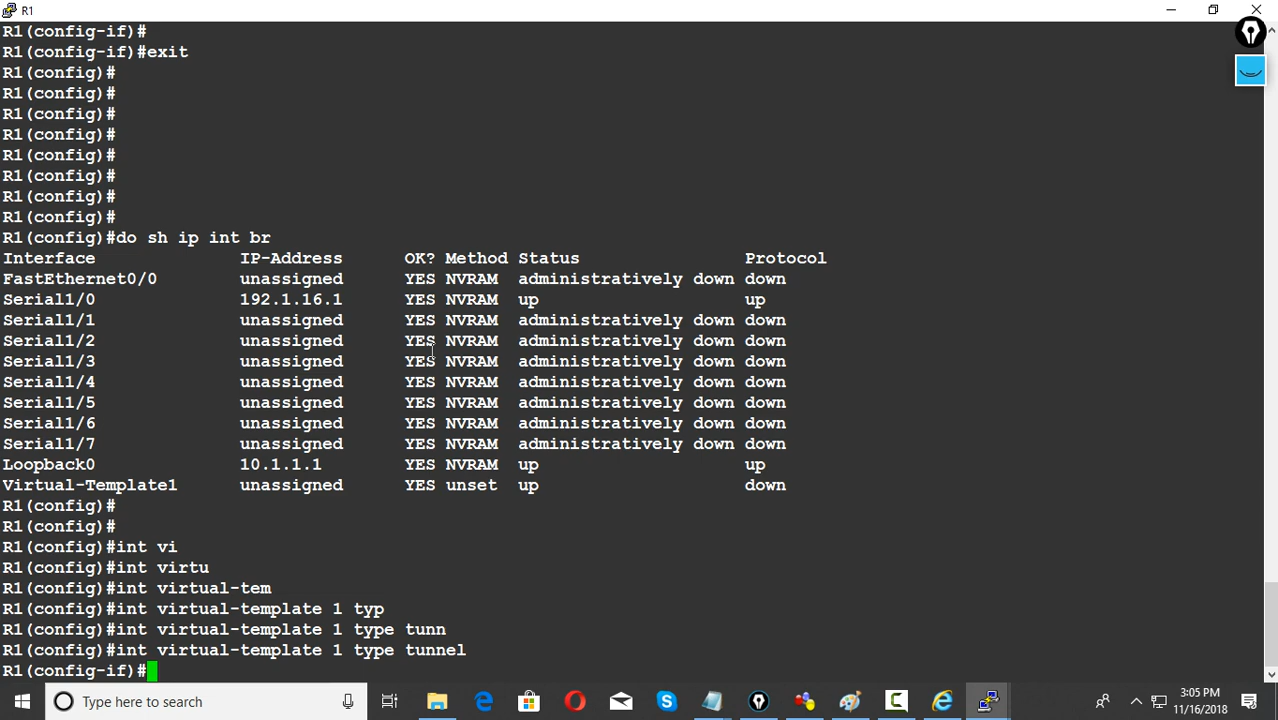 R1
R1(config-if)#
R1(config-if)#exit
R1(config)#
R1(config)#
R1(config)#
R1(config)#
R1(config)#
R1(config)#
R1(config)#
R1(config)#
R1(config)#do sh ip int br
Interface IP-Address OK? Method Status Protocol
FastEthernet0/0 unassigned YES NVRAM administratively down down
Serial1/0 192.1.16.1 YES NVRAM up up
Serial1/1 unassigned YES NVRAM administratively down down
Serial1/2 unassigned YES NVRAM administratively down down
Serial1/3 unassigned YES NVRAM administratively down down
Serial1/4 unassigned YES NVRAM administratively down down
Serial1/5 unassigned YES NVRAM administratively down down
Serial1/6 unassigned YES NVRAM administratively down down
Serial1/7 unassigned YES NVRAM administratively down down
Loopback0 10.1.1.1 YES NVRAM up up
Virtual-Template1 unassigned YES unset up down
R1(config)#
R1(config)#
R1(config)#int vi
R1(config)#int virtu
R1(config)#int virtual-tem
R1(config)#int virtual-template 1 typ
R1(config)#int virtual-template 1 type tunn
R1(config)#int virtual-template 1 type tunnel
R1(config-if)#
Type here to search
3:05 PM
11/16/2018